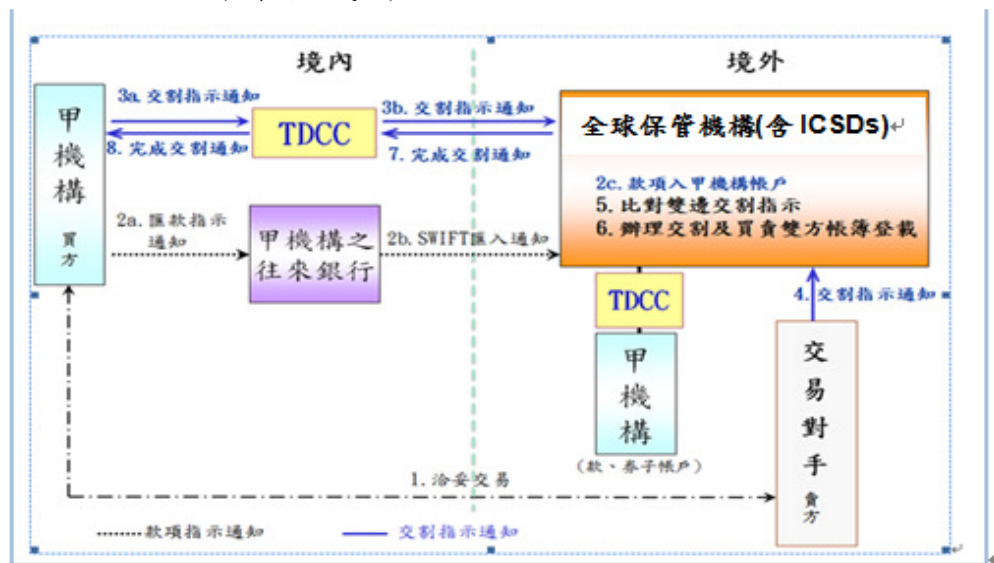 境內
境外
甲機構
買方
3a. 交割指示通知
8. 完成交割通知
TDCC
3b. 交割指示通知
7. 完成交割通知
全球保管機構(含ICSDs)
2c. 款項入甲機構帳戶
5. 比對雙邊交割指示
6. 辦理交割及買賣雙方帳簿登載
2a. 匯款指示
通知
甲機構之
往來銀行
2b. SWIFT匯入通知
TDCC
甲機構
(款、券子帳戶)
4. 交割指示通知
交易對手
賣方
1. 洽妥交易
款項指示通知
交割指示通知